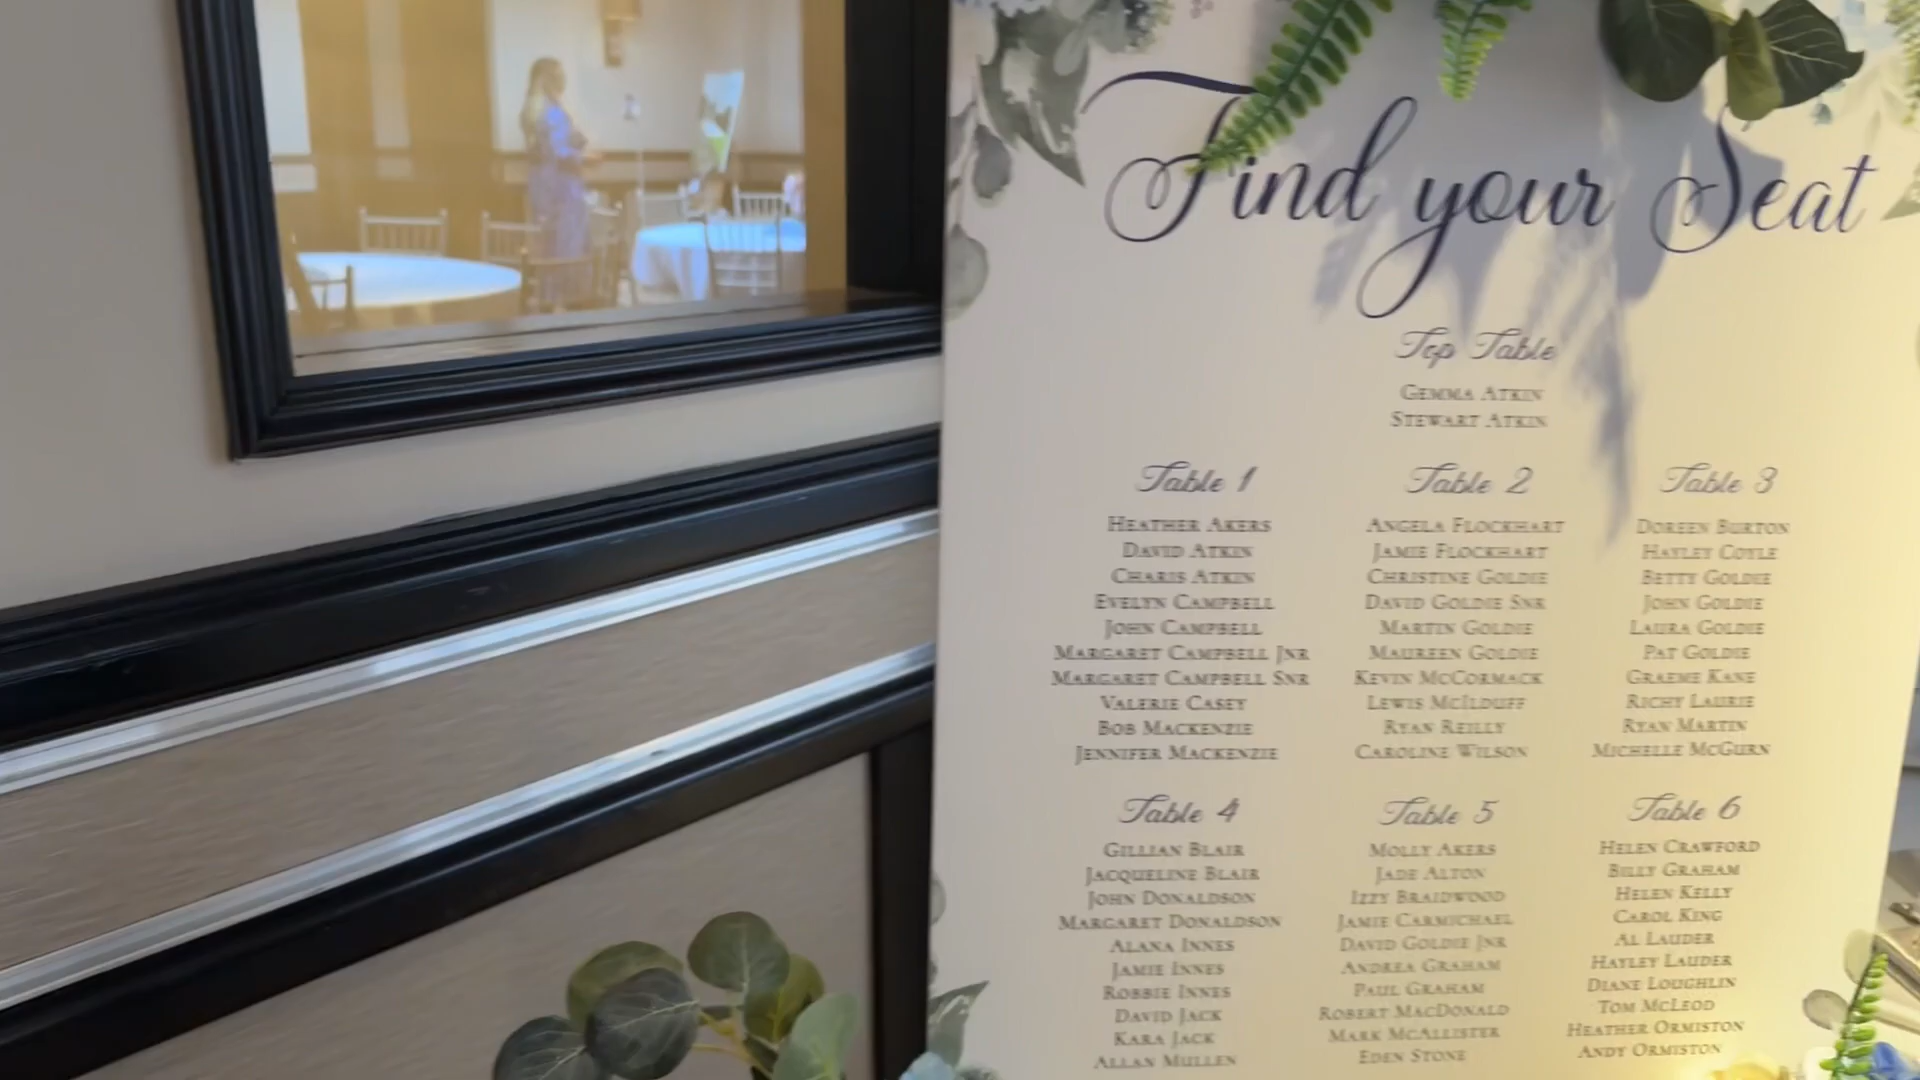 Find your Seat
Top Table
Gemma Atkin
Stewart Atkin
Table 1
Heather Akers
David Atkin
Charis Atkin
Evelyn Campbell
John Campbell
Margaret Campbell Jnr
Margaret Campbell Snr
Valerie Casey
Bob Mackenzie
Jennifer Mackenzie
Table 2
Angela Flockhart
Jamie Flockhart
Christine Goldie
David Goldie Snr
Martin Goldie
Maureen Goldie
Kevin McCormack
Lewis McIlduff
Ryan Reilly
Caroline Wilson
Table 3
Doreen Burton
Hayley Coyle
Betty Goldie
John Goldie
Laura Goldie
Pat Goldie
Graeme Kane
Richy Laurie
Ryan Martin
Michelle McGurn
Table 4
Gillian Blair
Jacqueline Blair
John Donaldson
Margaret Donaldson
Alana Innes
Jamie Innes
Robbie Innes
David Jack
Kara Jack
Allan Mullen
Table 5
Molly Akers
Jade Alton
Izzy Braidwood
Jamie Carmichael
David Goldie Jnr
Andrea Graham
Paul Graham
Robert MacDonald
Mark McAllister
Eden Stone
Table 6
Helen Crawford
Billy Graham
Helen Kelly
Carol King
Al Lauder
Hayley Lauder
Diane Loughlin
Tom McLeod
Heather Ormiston
Andy Ormiston